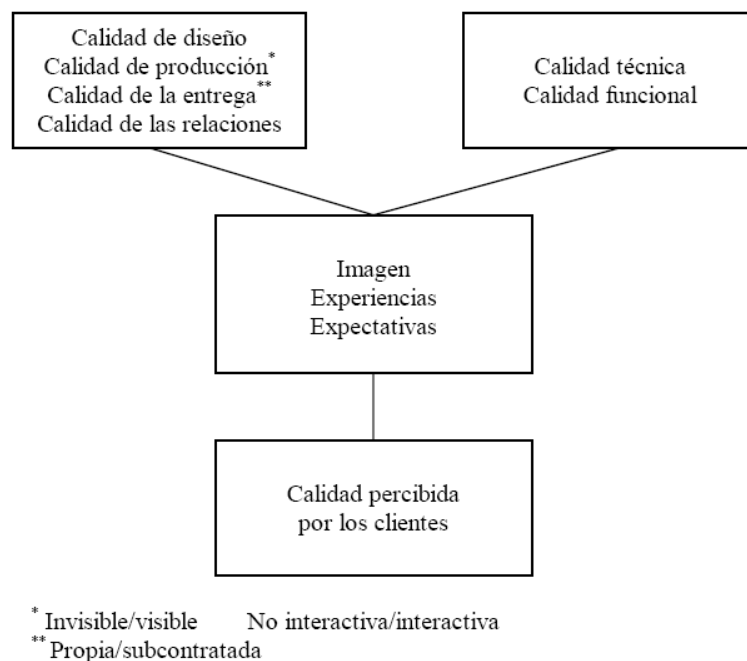 Calidad de diseño
Calidad de producción*
Calidad de la entrega**
Calidad de las relaciones
Calidad técnica
Calidad funcional
Imagen
Experiencias
Expectativas
Calidad percibida
por los clientes
* Invisible/visible No interactiva/interactiva
** Propia/subcontratada